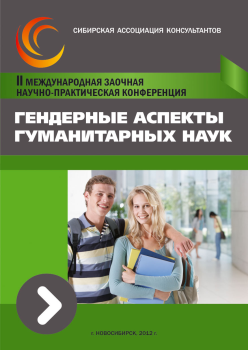 СИБИРСКАЯ АССОЦИАЦИЯ КОНСУЛЬТАНТОВ
II МЕЖДУНАРОДНАЯ ЗАОЧНАЯ
НАУЧНО-ПРАКТИЧЕСКАЯ КОНФЕРЕНЦИЯ
ГЕНДЕРНЫЕ АСПЕКТЫ
ГУМАНИТАРНЫХ НАУК
г. НОВОСИБИРСК, 2012 г.